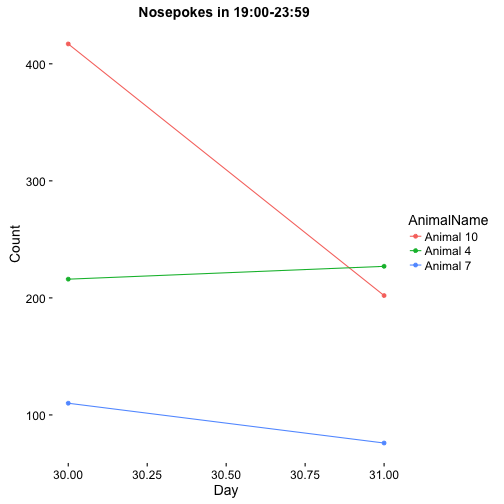 Nosepokes in 19:00-23:59
400
300
200
100
Count
30.00 30.25 30.50 30.75 31.00
Day
AnimalName
Animal 10
Animal 4
Animal 7